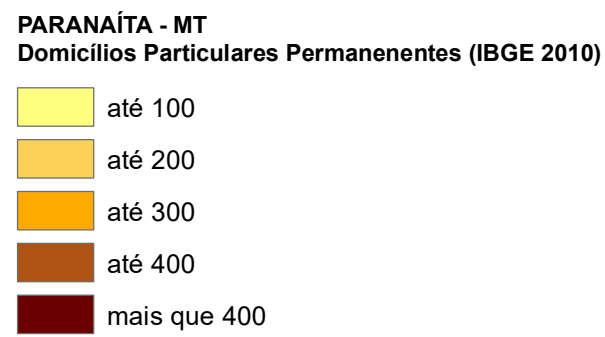 PARANAÍTA - MT
Domicílios Particulares Permanenentes (IBGE 2010)
até 100
até 200
até 300
até 400
mais que 400